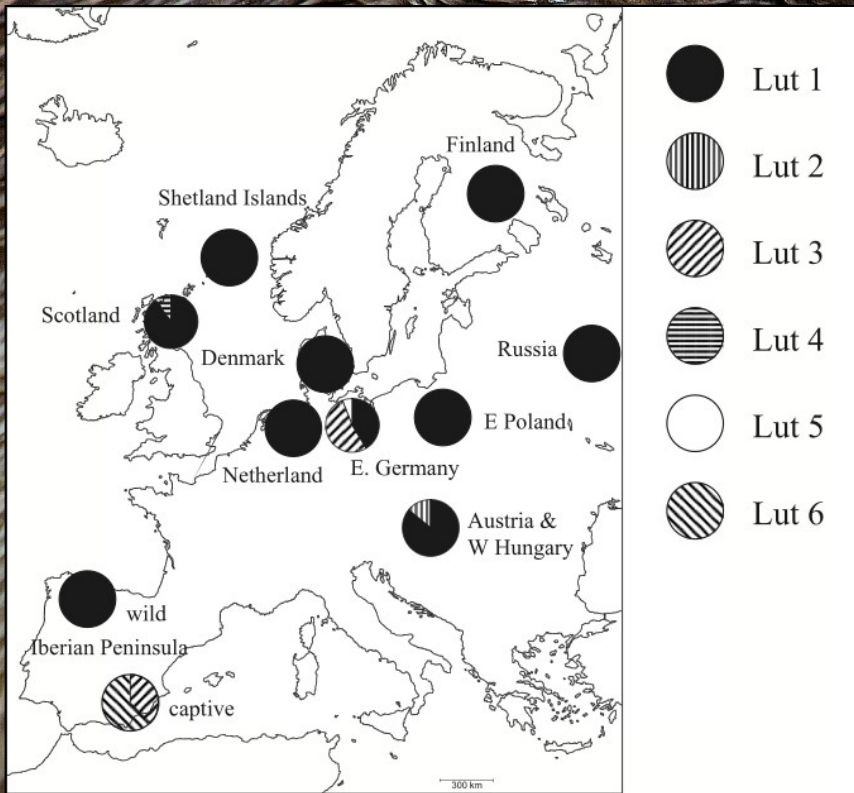 Finland
Shetland Islands
Scotland
Denmark
Russia
E Poland
Netherland
E. Germany
Austria &
W Hungary
wild
Iberian Peninsula
captive
300 km
Lut 1
Lut 2
Lut 3
Lut 4
Lut 5
Lut 6